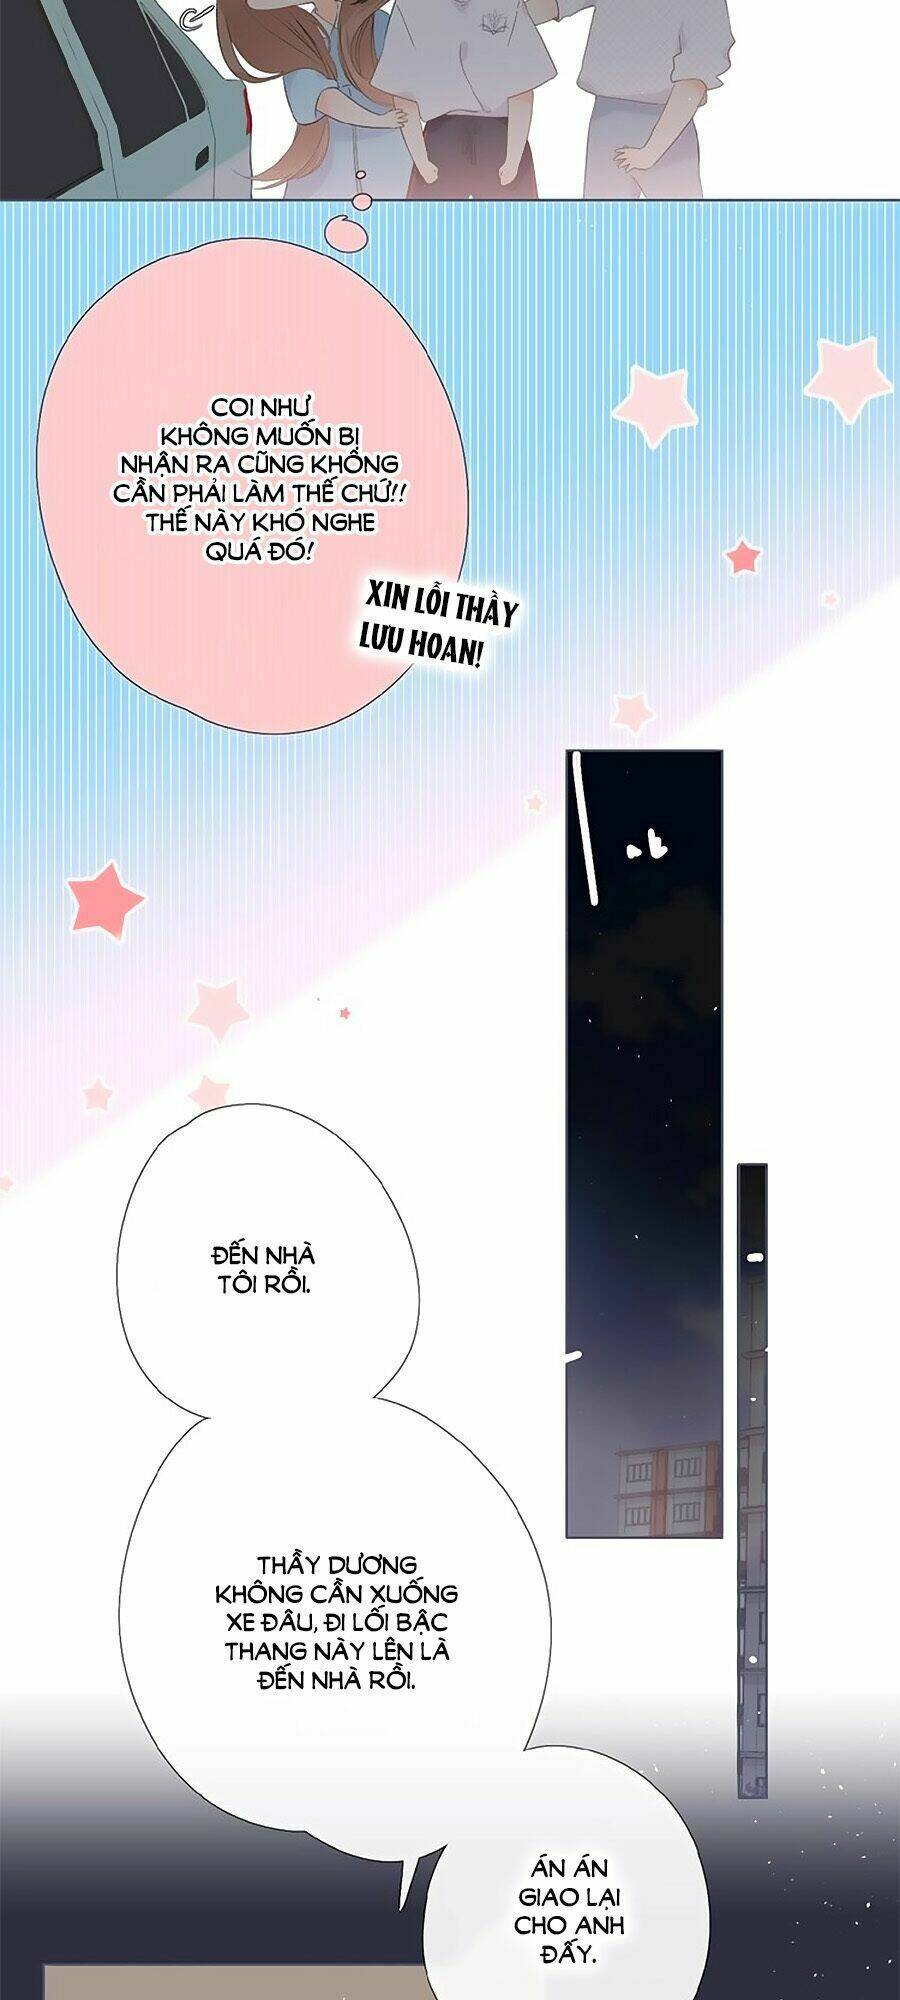 COI NHƯ
KHÔNG MUỐN BỊ
NHẬN RA CŨNG KHÔNG
CẦN PHẢI LÀM THẾ CHỨ!!
THẾ NÀY KHÓ NGHE
QUÁ ĐÓ!
XIN LỖI THẦY
LƯU HOAN!
ĐẾN NHÀ
TÔI RỒI.
THẦY DƯƠNG
KHÔNG CẦN XUỐNG
XE ĐÂU, ĐI LỐI BẬC
THANG NÀY LÊN LÀ
ĐẾN NHÀ RỒI.
ÁN ÁN
GIAO LẠI
CHO ANH
ĐẤY.